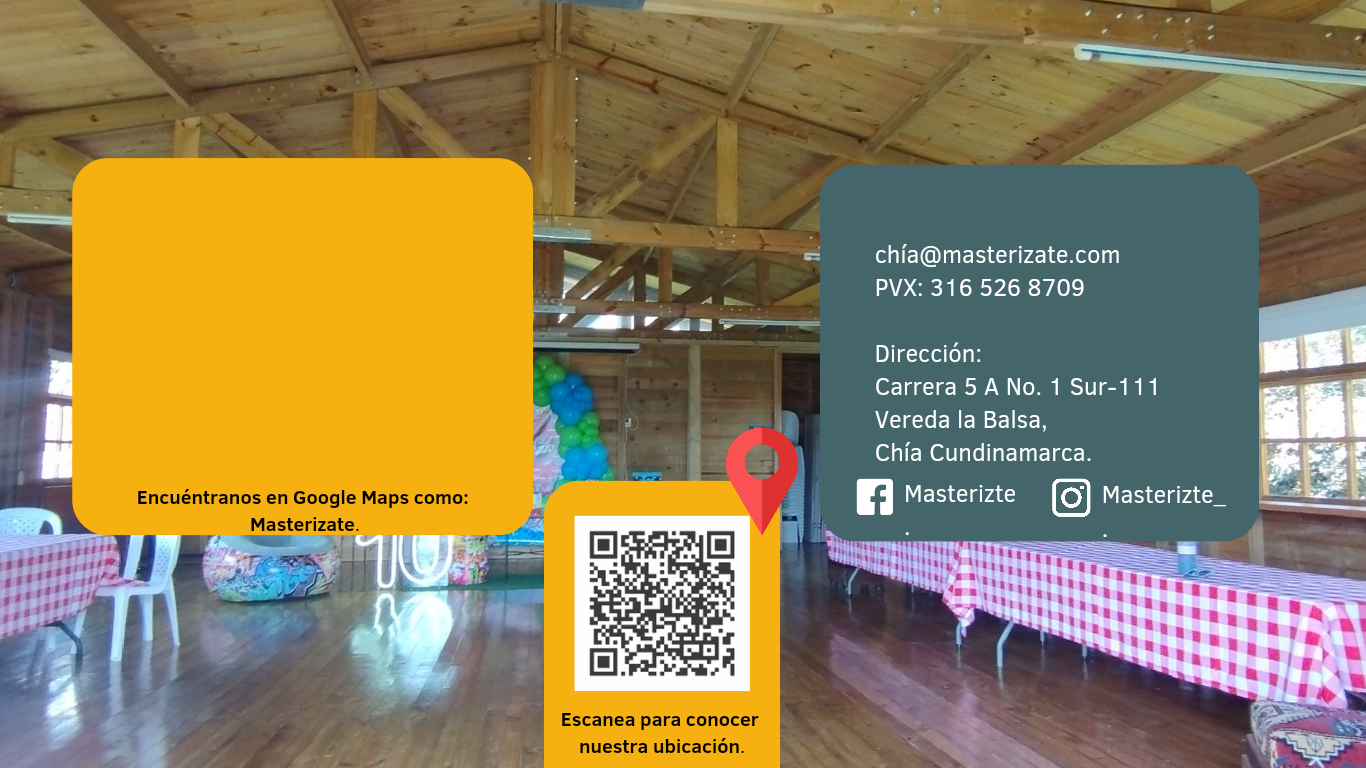 Encuéntranos en Google Maps como:
Masterizate.
chía@masterizate.com
PVX: 316 526 8709
Dirección:
Carrera 5 A No. 1 Sur-111
Vereda la Balsa,
Chía Cundinamarca.
Masterizte
.
Masterizte_
.
10
Escanea para conocer
nuestra ubicación.